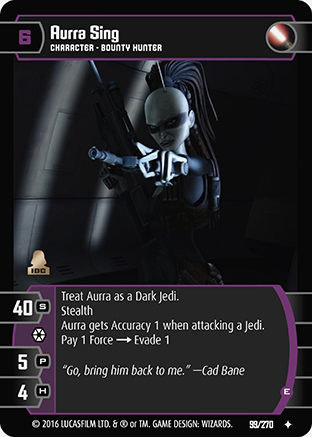 6 Aurra Sing
CHARACTER - BOUNTY HUNTER
IDC
40 S
5 P
4 H
Treat Aurra as a Dark Jedi.
Stealth
Aurra gets Accuracy 1 when attacking a Jedi.
Pay 1 Force → Evade 1
“Go, bring him back to me.” —Cad Bane
E
© 2016 LUCASFILM LTD. & ® or TM. GAME DESIGN: WIZARDS. 99/270